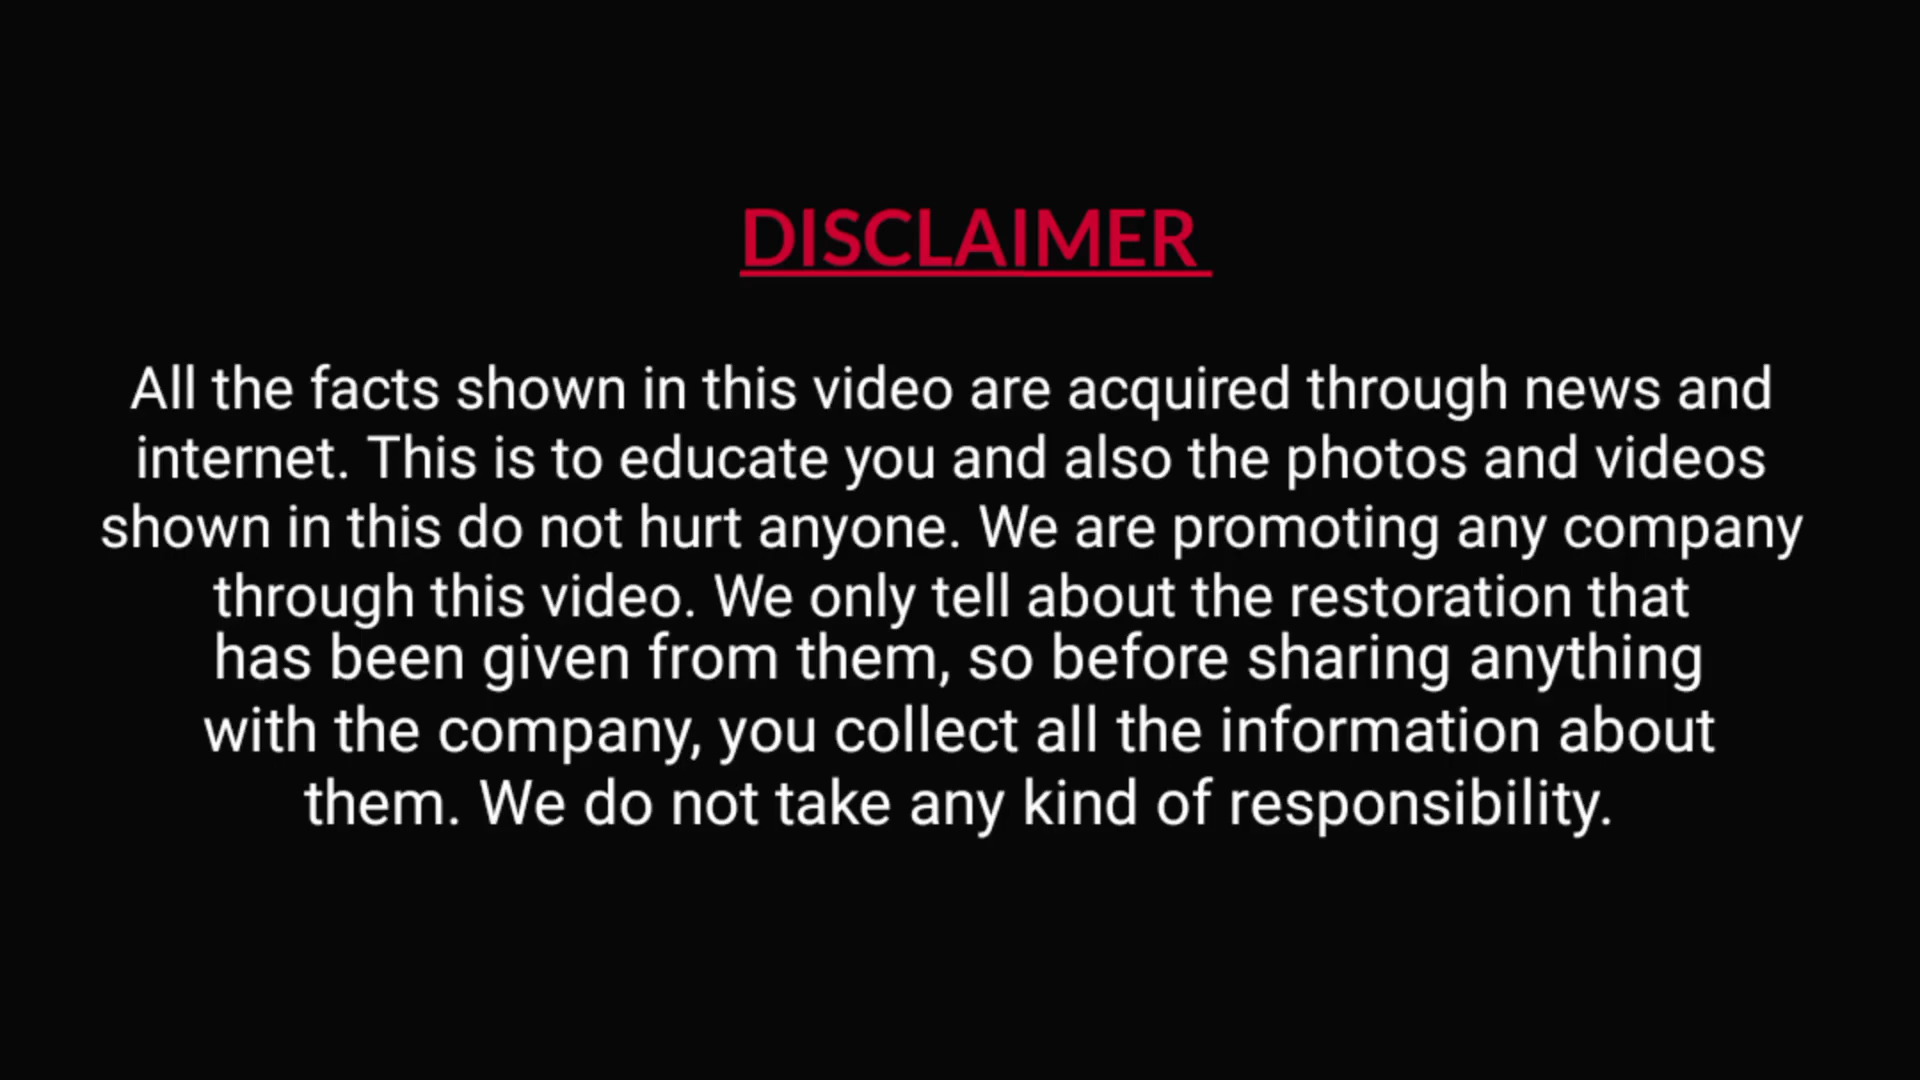 DISCLAIMER
All the facts shown in this video are acquired through news and
internet. This is to educate you and also the photos and videos
shown in this do not hurt anyone. We are promoting any company
through this video. We only tell about the restoration that
has been given from them, so before sharing anything
with the company, you collect all the information about
them. We do not take any kind of responsibility.